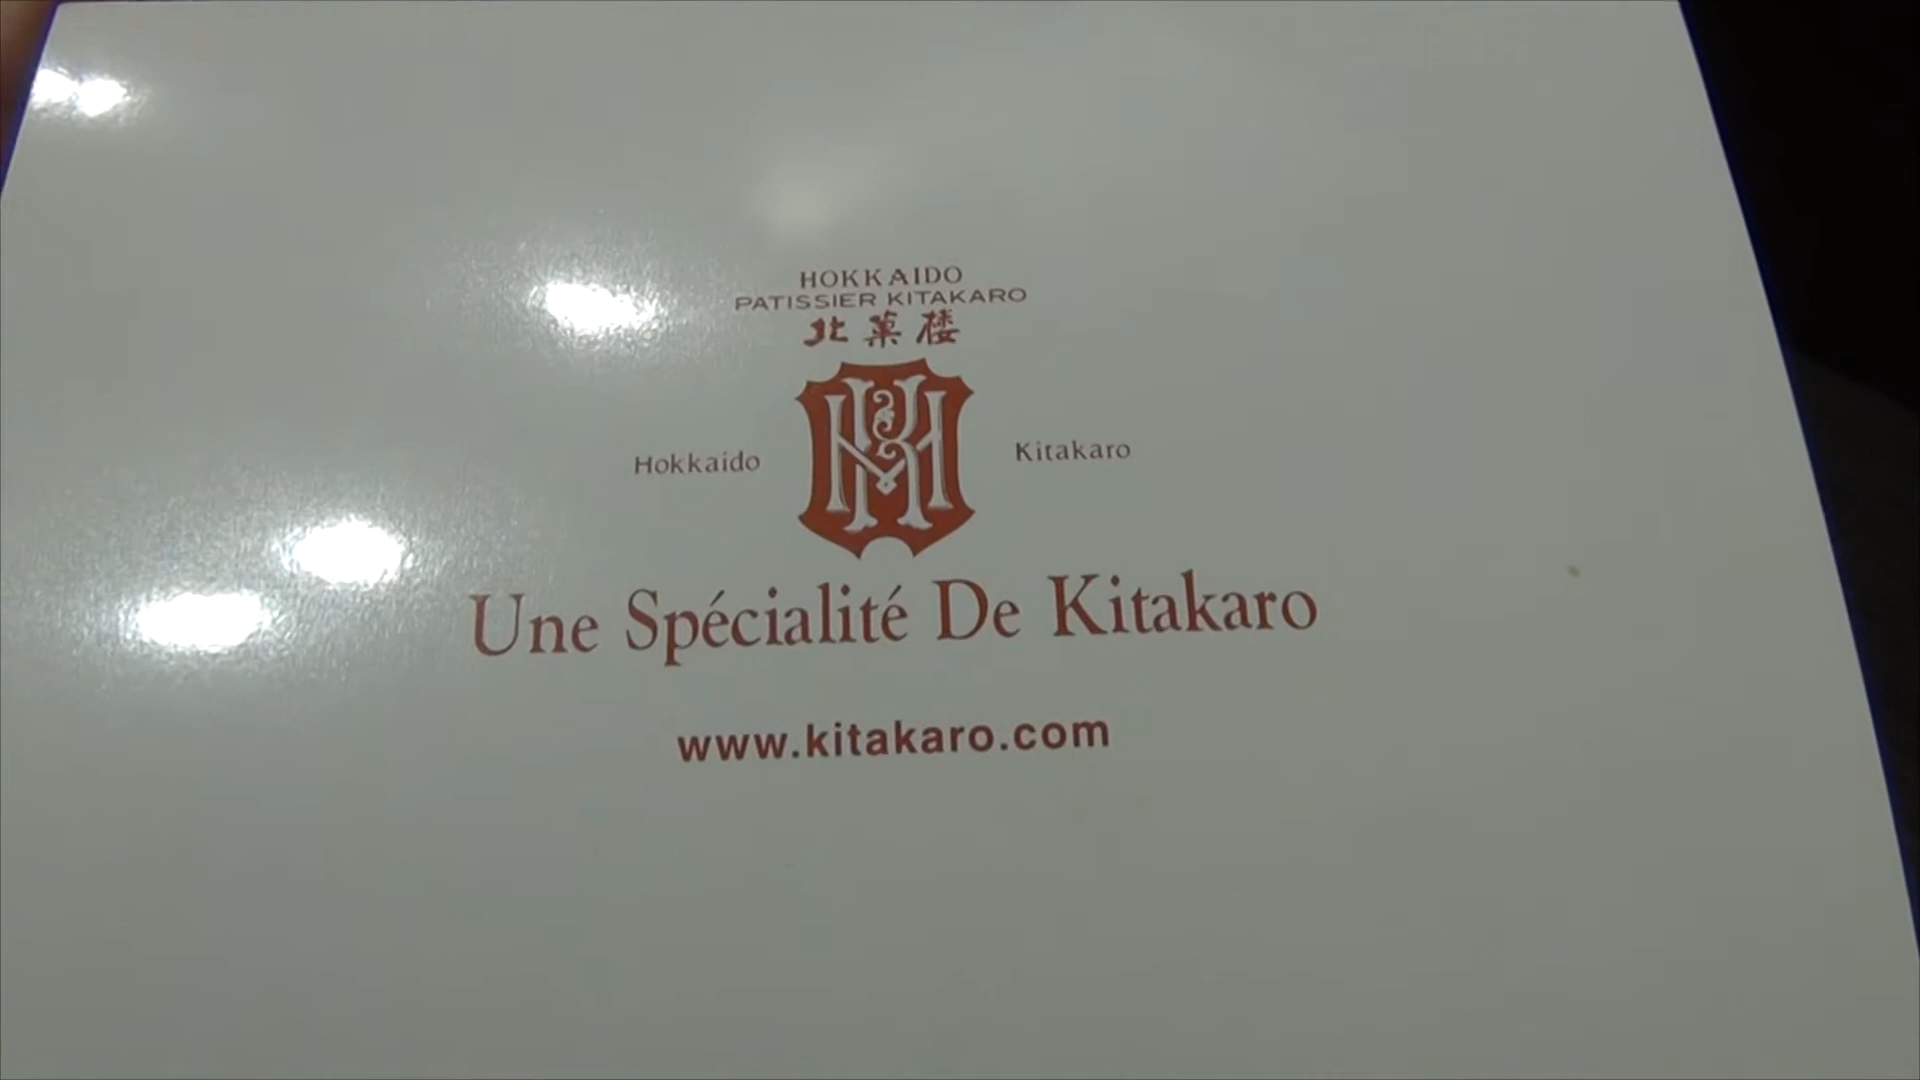 HOKKAIDO
PATISSIER KITAKARO
北菓楼
Hokkaido Kitakaro
Une Spécialité De Kitakaro
www.kitakaro.com